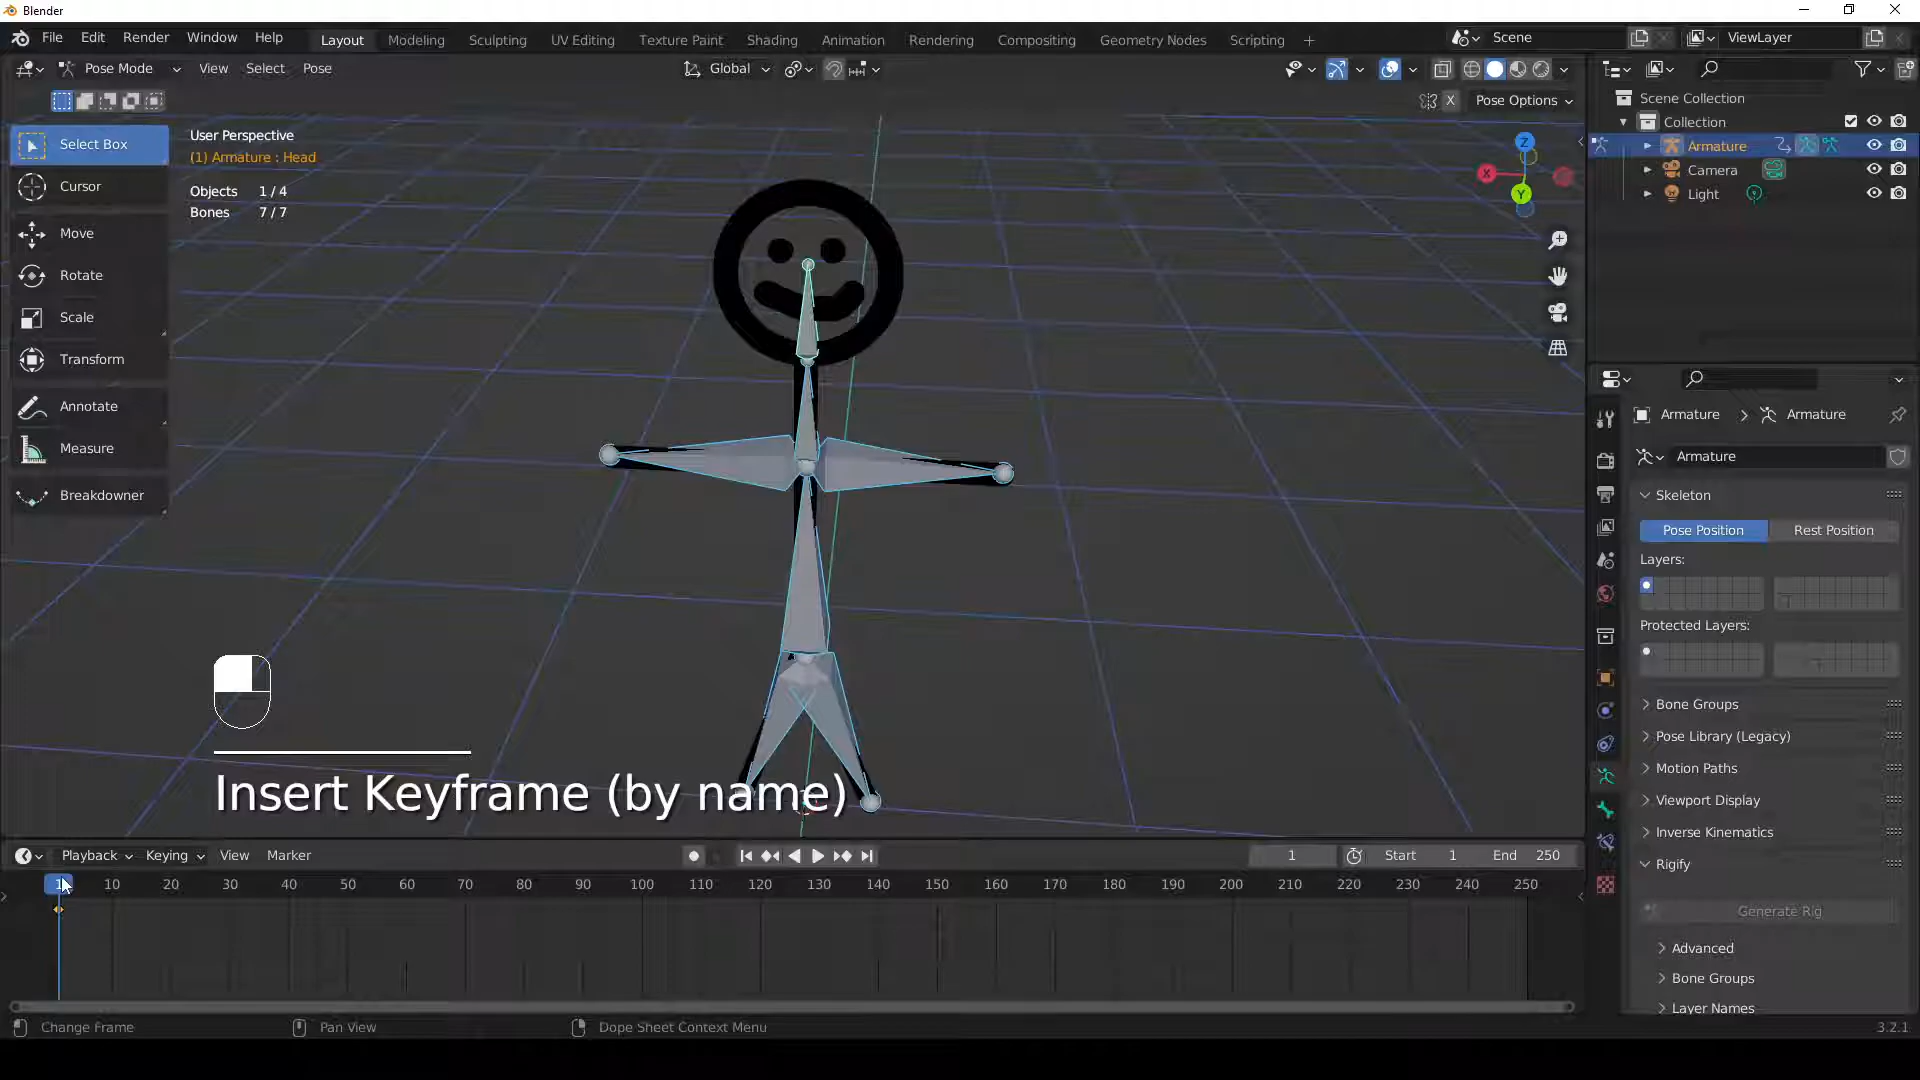 Blender
File Edit Render Window Help
Layout Modeling Sculpting UV Editing Texture Paint Shading Animation Rendering Compositing Geometry Nodes Scripting +
Scene
ViewLayer
Pose Mode View Select Pose
Global
X Pose Options
Select Box
Cursor
Move
Rotate
Scale
Transform
Annotate
Measure
Breakdowner
User Perspective
(1) Armature : Head
Objects 1 / 4
Bones 7 / 7
Z
X
Y
Insert Keyframe (by name)
Scene Collection
Collection
Armature
Camera
Light
Armature > Armature
Armature
Skeleton
Pose Position Rest Position
Layers:
Protected Layers:
Bone Groups
Pose Library (Legacy)
Motion Paths
Viewport Display
Inverse Kinematics
Rigify
Generate Rig
Advanced
Bone Groups
Layer Names
Playback Keying View Marker
1 Start 1 End 250
1 10 20 30 40 50 60 70 80 90 100 110 120 130 140 150 160 170 180 190 200 210 220 230 240 250
Change Frame Pan View Dope Sheet Context Menu
3.2.1